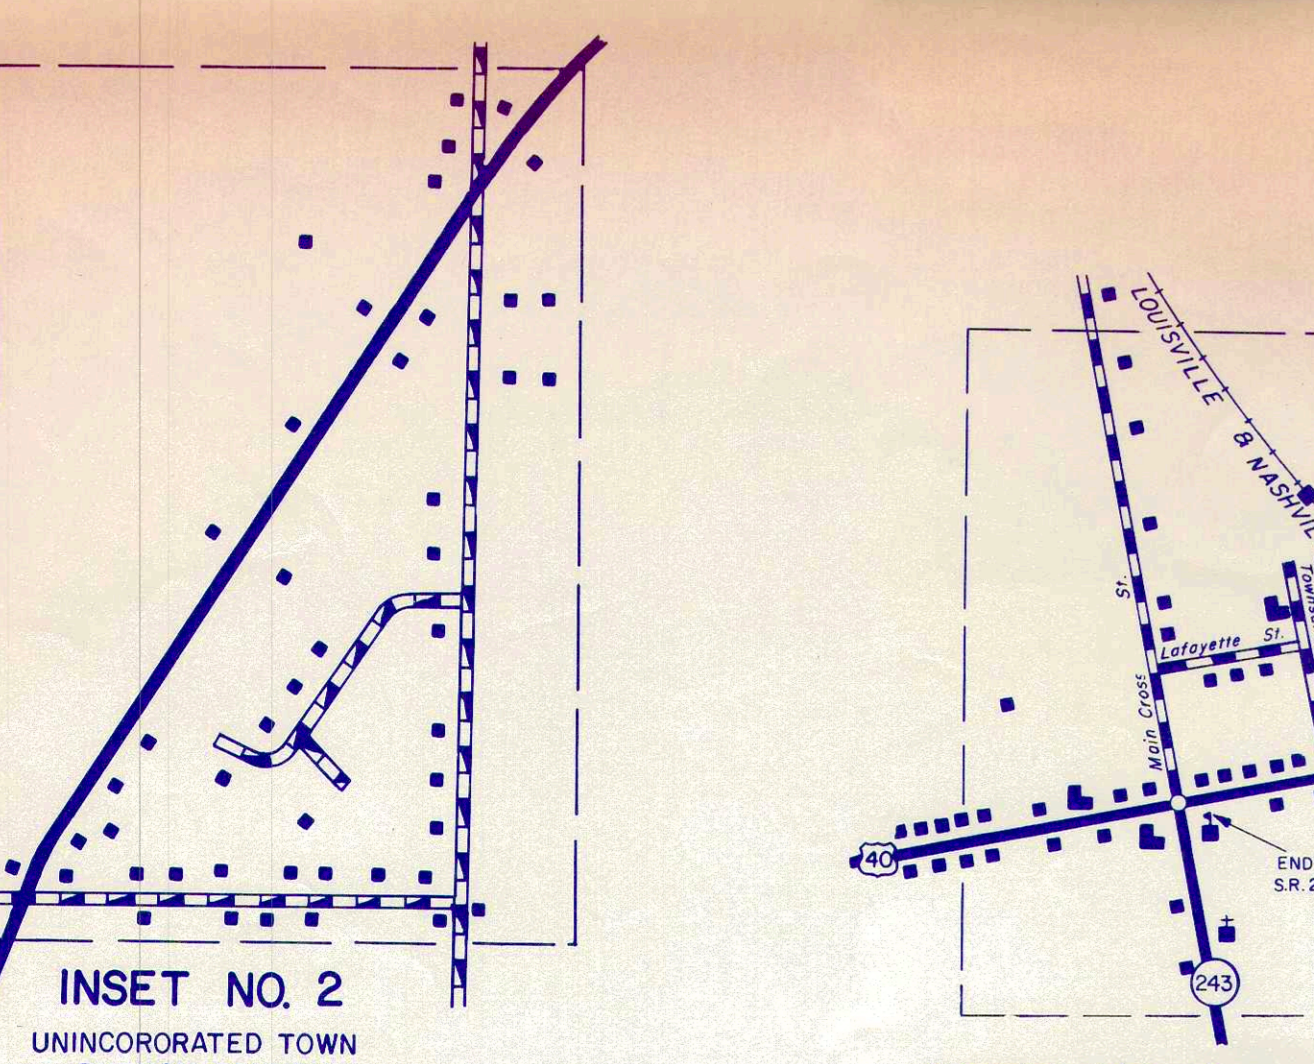 INSET NO. 2
UNINCORORATED TOWN
LOUISVILLE & NASHVIL
St.
Main Cross
Lafayette St.
40
END
S.R. 2
243